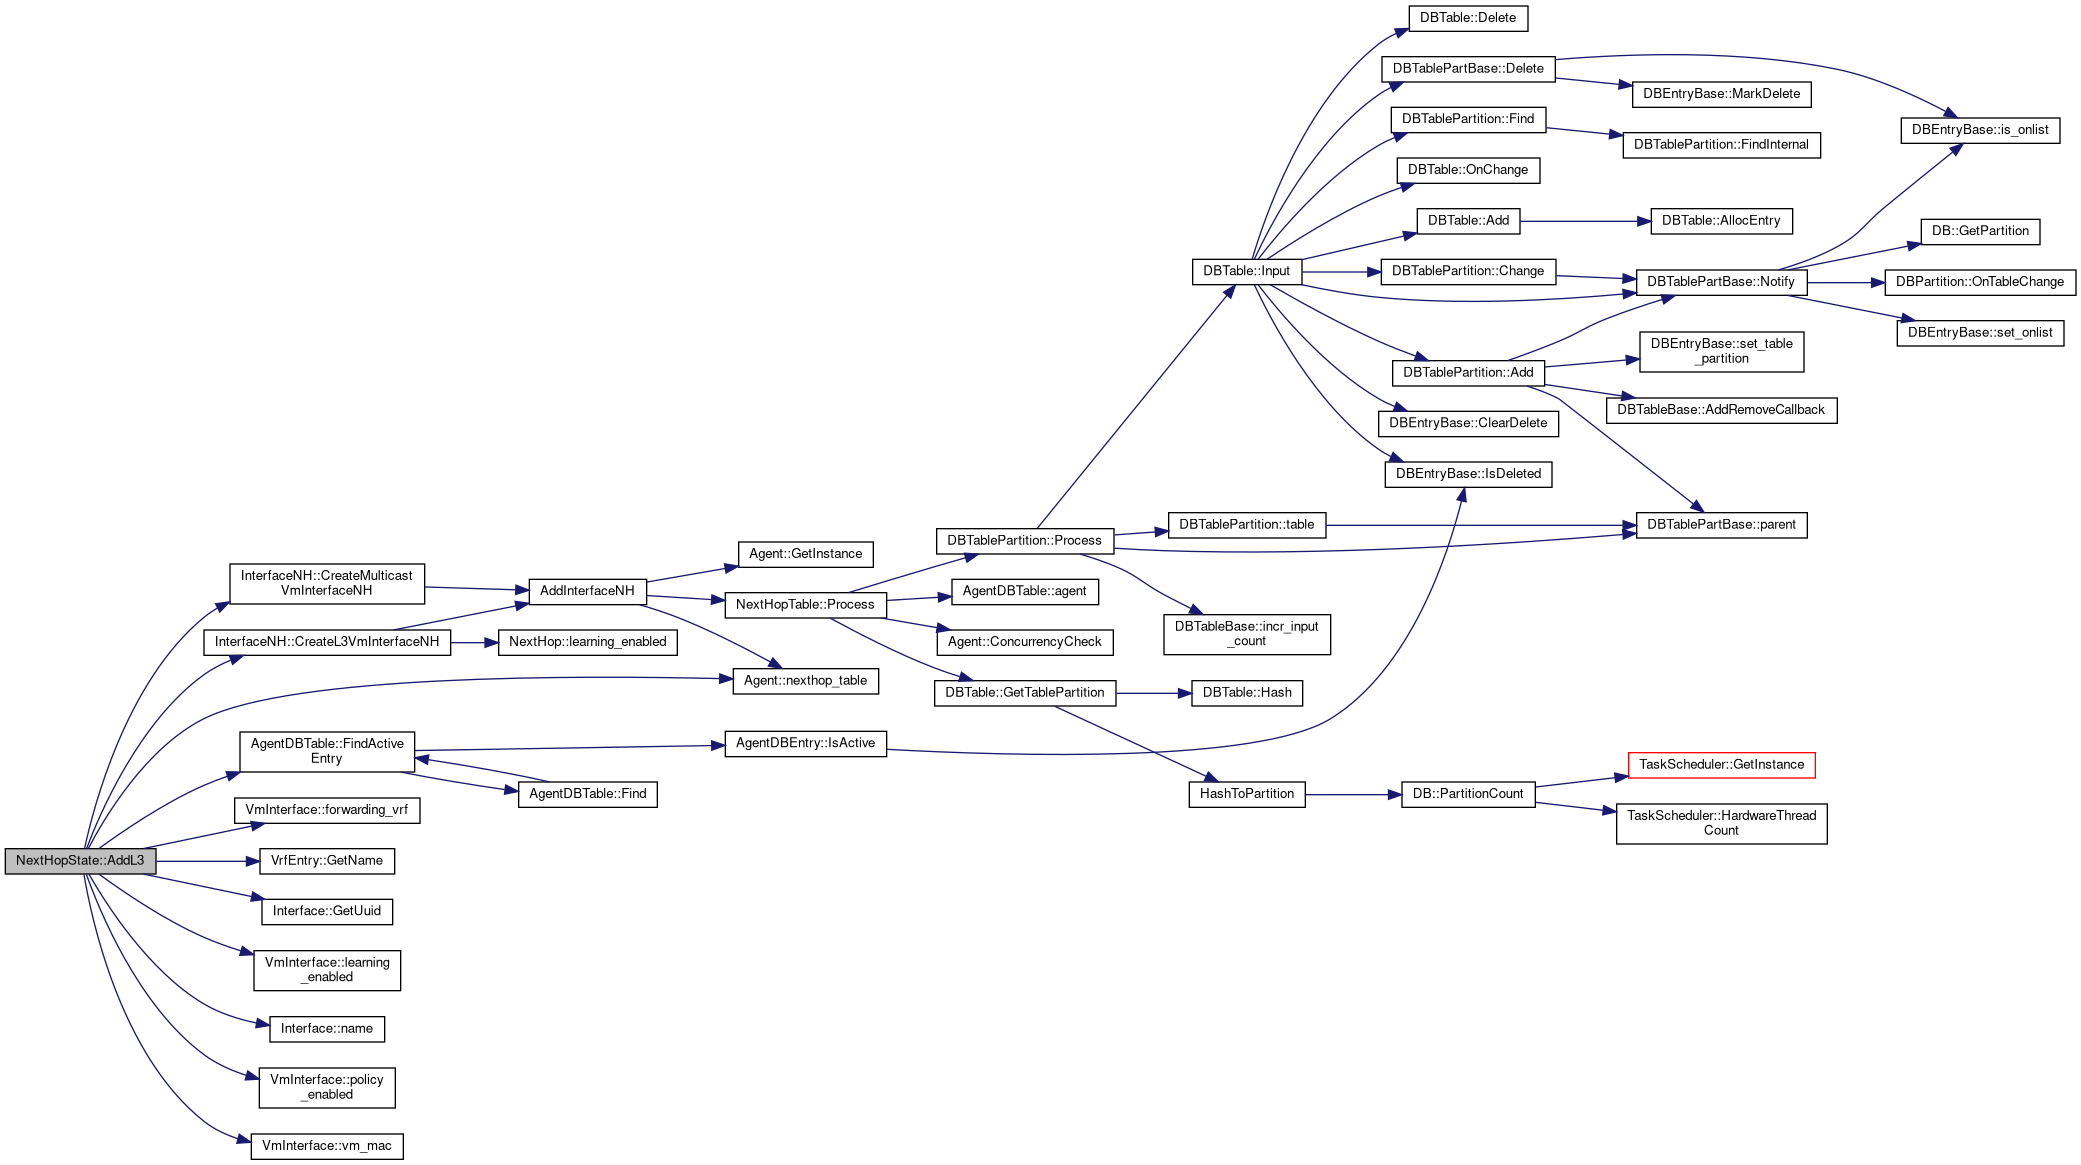 DBTable::Delete
DBTablePartBase::Delete
DBEntryBase::MarkDelete
DBTablePartition::Find
DBEntryBase::is_onlist
DBTablePartition::FindInternal
DBTable::OnChange
DBTable::Add
DBTable::AllocEntry
DB::GetPartition
DBTable::Input
DBTablePartition::Change
DBTablePartBase::Notify
DBPartition::OnTableChange
DBEntryBase::set_onlist
DBEntryBase::set_table
_partition
DBTablePartition::Add
DBTableBase::AddRemoveCallback
DBEntryBase::ClearDelete
DBEntryBase::IsDeleted
DBTablePartition::table
DBTablePartBase::parent
DBTablePartition::Process
Agent::GetInstance
InterfaceNH::CreateMulticast
VmInterfaceNH
AddInterfaceNH
AgentDBTable::agent
NextHopTable::Process
DBTableBase::incr_input
_count
InterfaceNH::CreateL3VmInterfaceNH
NextHop::learning_enabled
Agent::ConcurrencyCheck
Agent::nexthop_table
DBTable::GetTablePartition
DBTable::Hash
AgentDBTable::FindActive
Entry
AgentDBEntry::IsActive
TaskScheduler::GetInstance
AgentDBTable::Find
HashToPartition
DB::PartitionCount
VmInterface::forwarding_vrf
TaskScheduler::HardwareThread
Count
NextHopState::AddL3
VrfEntry::GetName
Interface::GetUuid
VmInterface::learning
_enabled
Interface::name
VmInterface::policy
_enabled
VmInterface::vm_mac